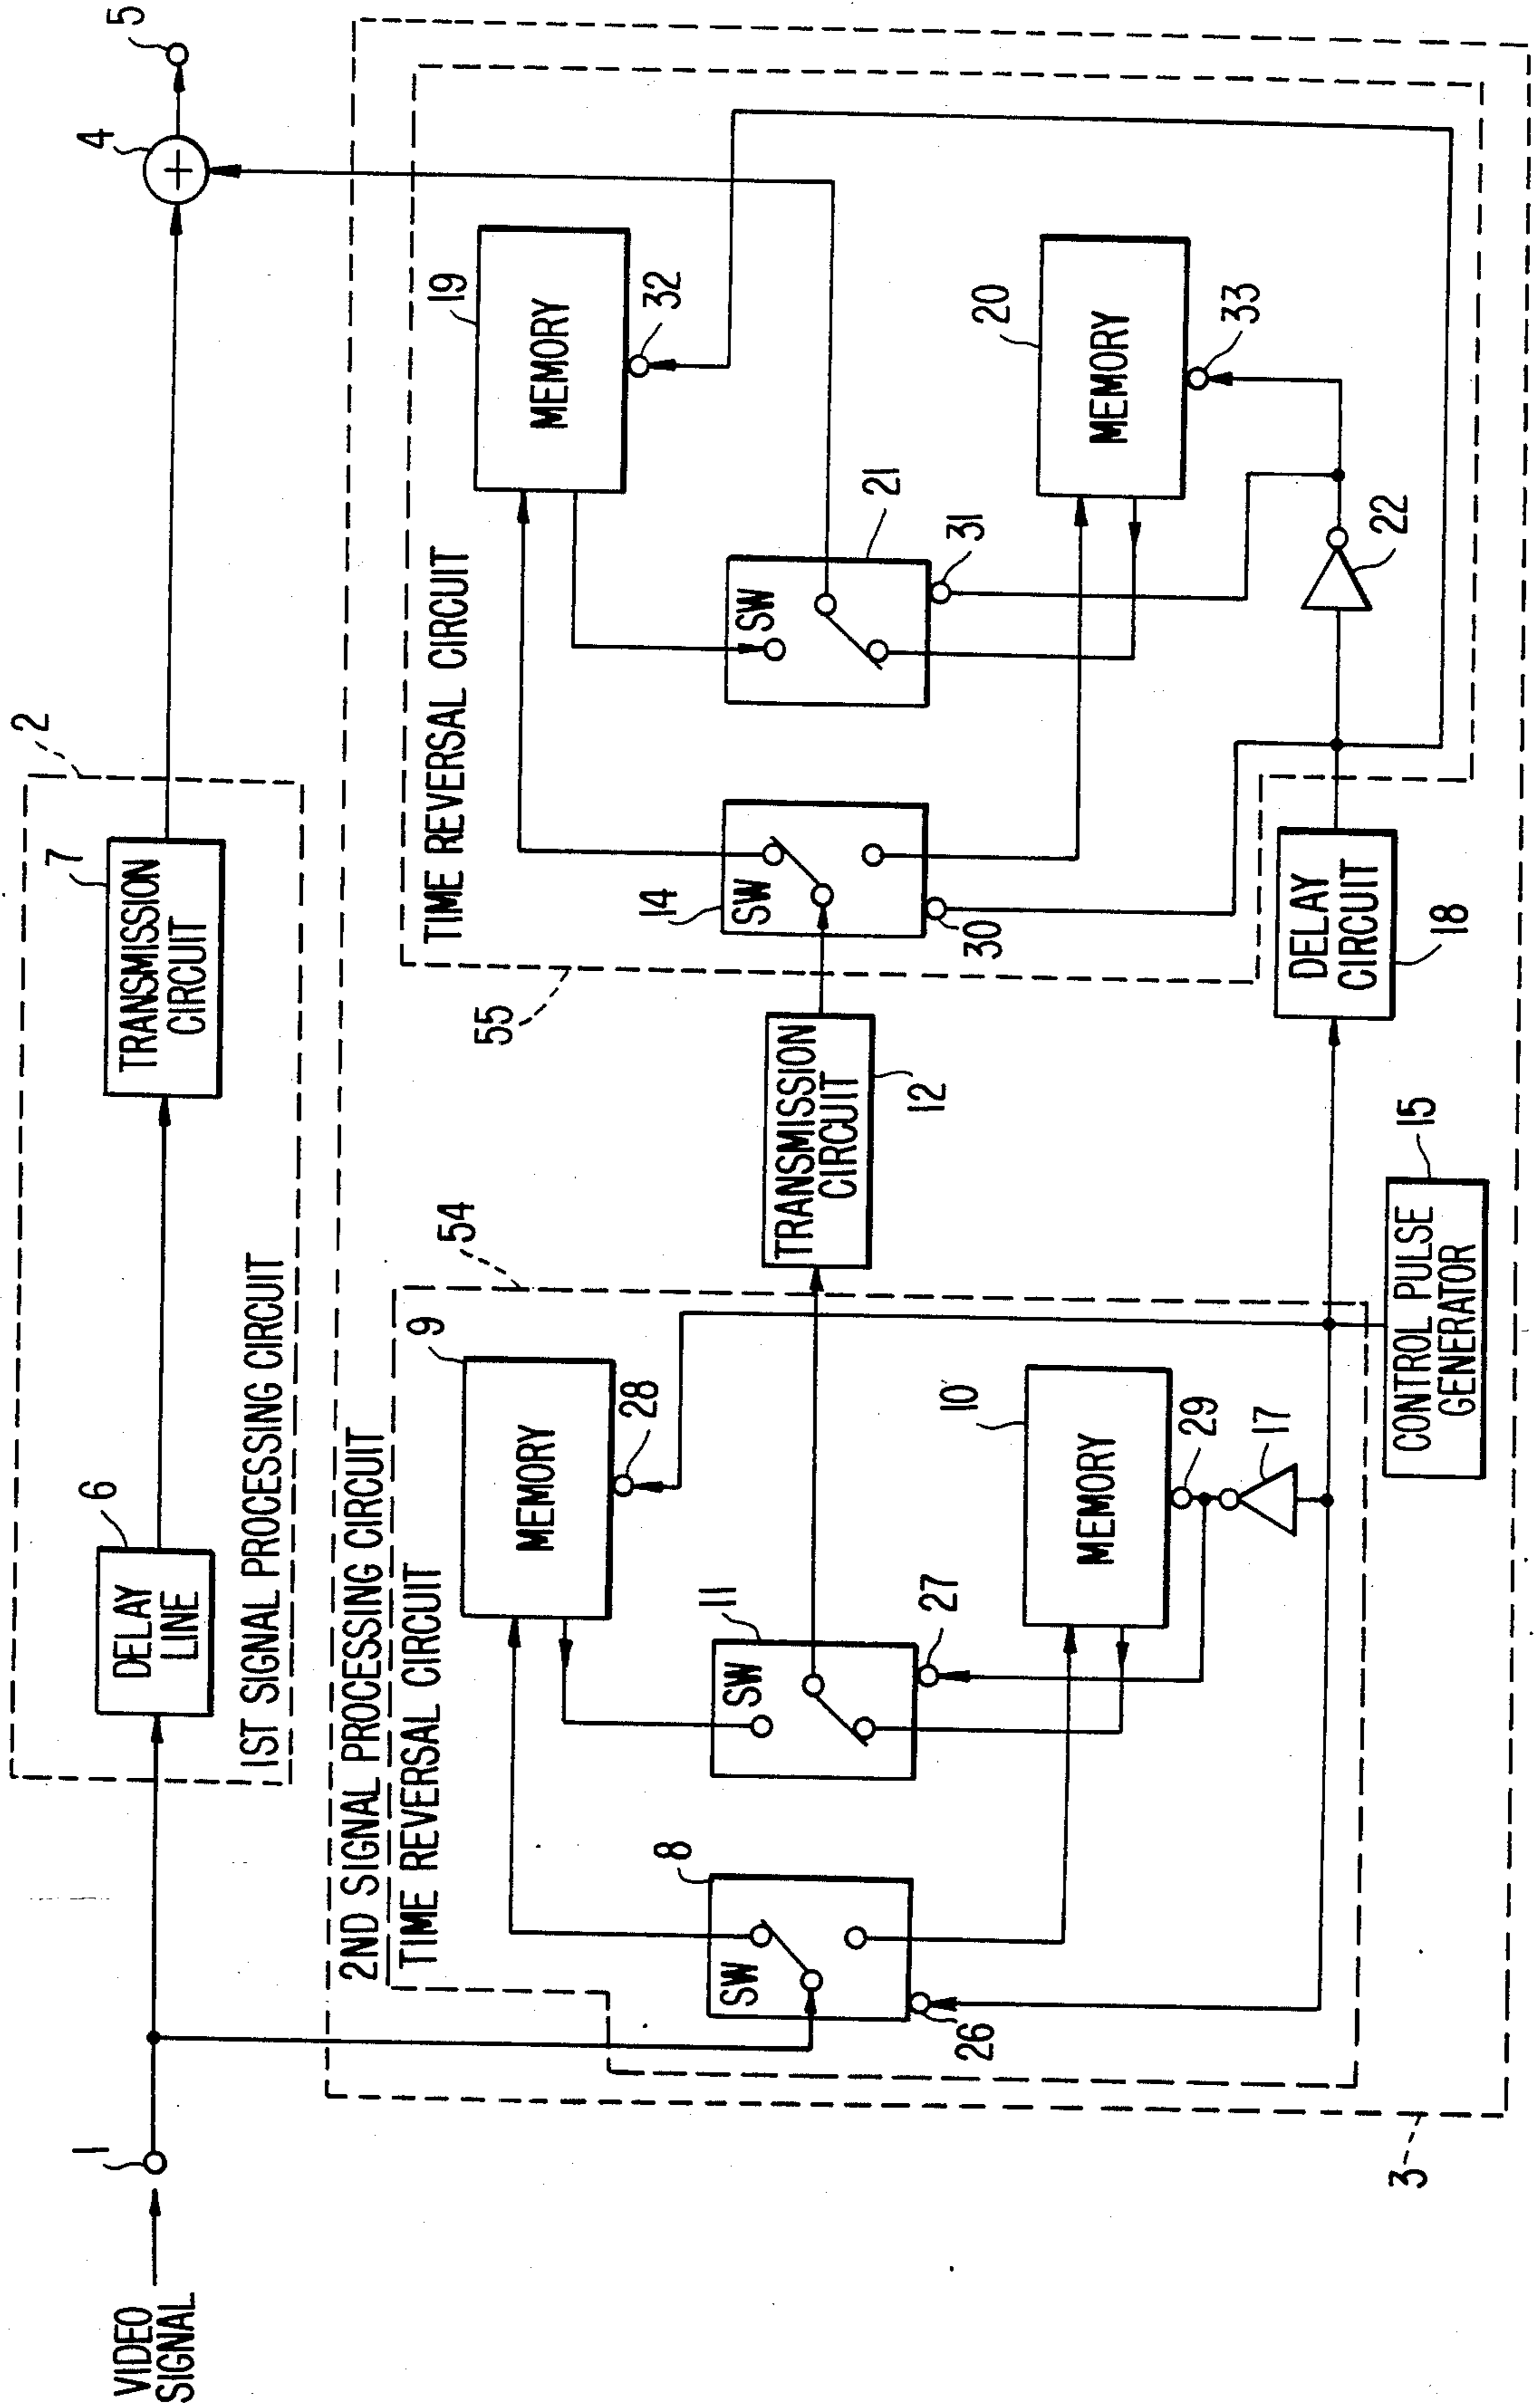 VIDEO
SIGNAL
1
2
6
DELAY
LINE
7
TRANSMISSION
CIRCUIT
1ST SIGNAL PROCESSING CIRCUIT
4
5
2ND SIGNAL PROCESSING CIRCUIT
3
TIME REVERSAL CIRCUIT
54
8
SW
26
9
MEMORY
28
11
SW
27
10
MEMORY
29
17
TRANSMISSION
CIRCUIT
12
CONTROL PULSE
GENERATOR
15
DELAY
CIRCUIT
18
55
TIME REVERSAL CIRCUIT
14
SW
30
19
MEMORY
32
SW
21
31
20
MEMORY
33
22